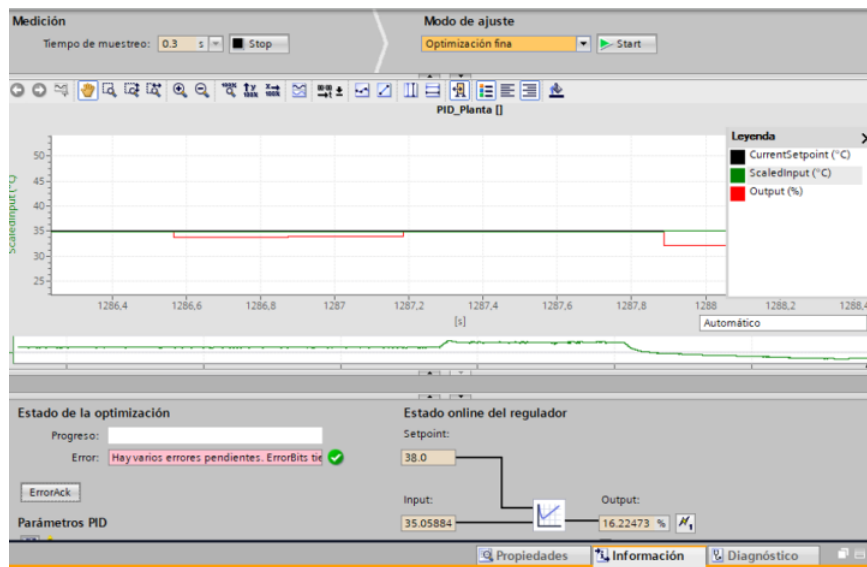 Medición
Modo de ajuste
Tiempo de muestreo: 0.3 s Stop
Optimización fina Start
PID_Planta []
ScaledInput (°C)
50
45
40
35
30
25
1286,4 1286,6 1286,8 1287 1287,2 1287,4 1287,6 1287,8 1288 1288,2 1288,4
[s]
Leyenda
CurrentSetpoint (°C)
ScaledInput (°C)
Output (%)
Automático
Estado de la optimización
Progreso:
Error: Hay varios errores pendientes. ErrorBits tie
ErrorAck
Parámetros PID
Estado online del regulador
Setpoint:
38.0
Input:
35.05884
Output:
16.22473 %
Propiedades Información Diagnóstico